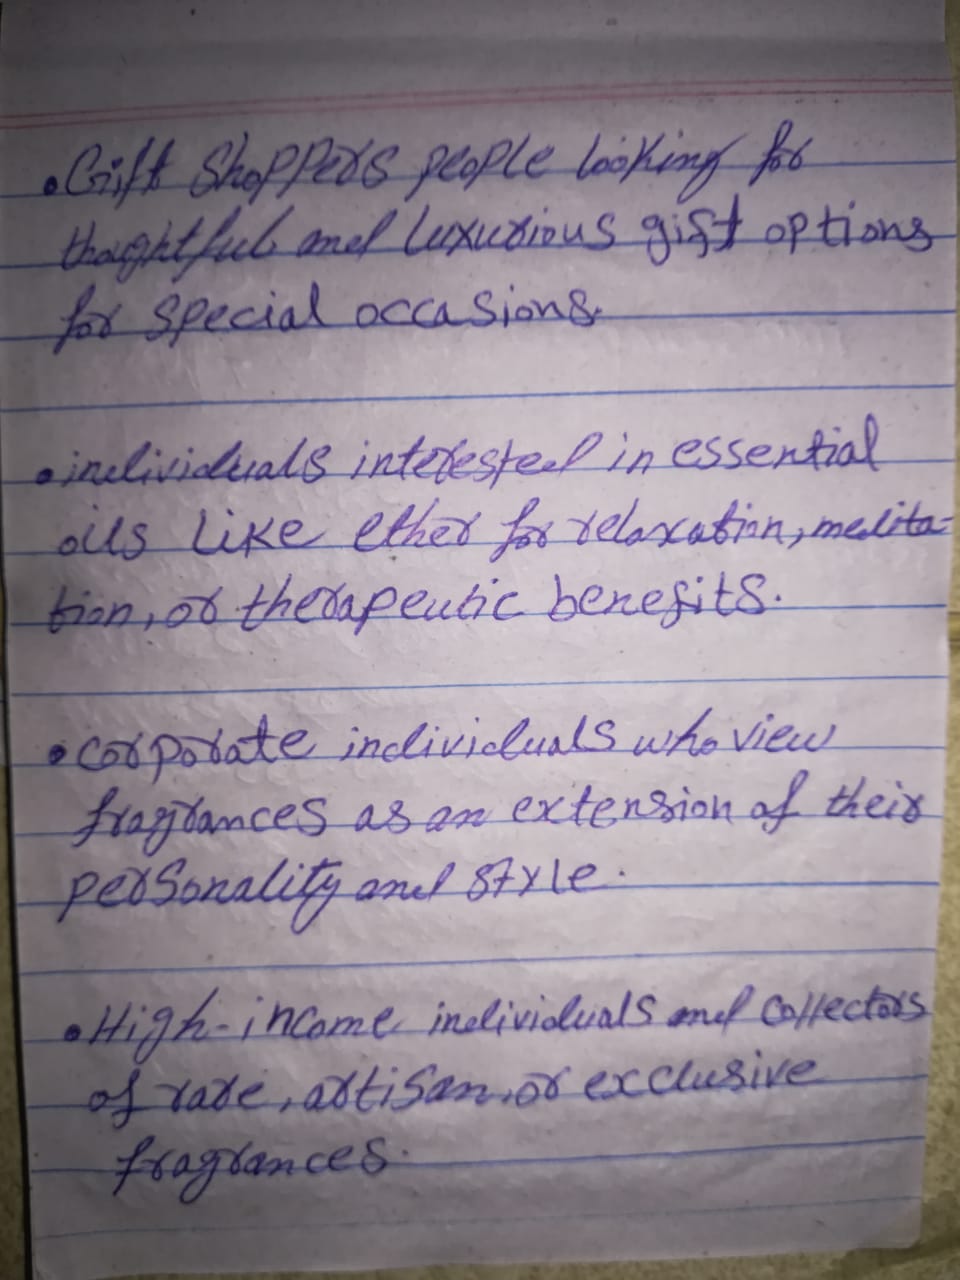 • Gift Shoppers people looking for
thoughtful and luxurious gift options
for special occasions.
• individuals interested in essential
oils like ether for relaxation, medita-
tion, or therapeutic benefits.
• corporate individuals who view
fragrances as an extension of their
personality and style.
• High-income individuals and collectors
of rare, artisan, or exclusive
fragrances.